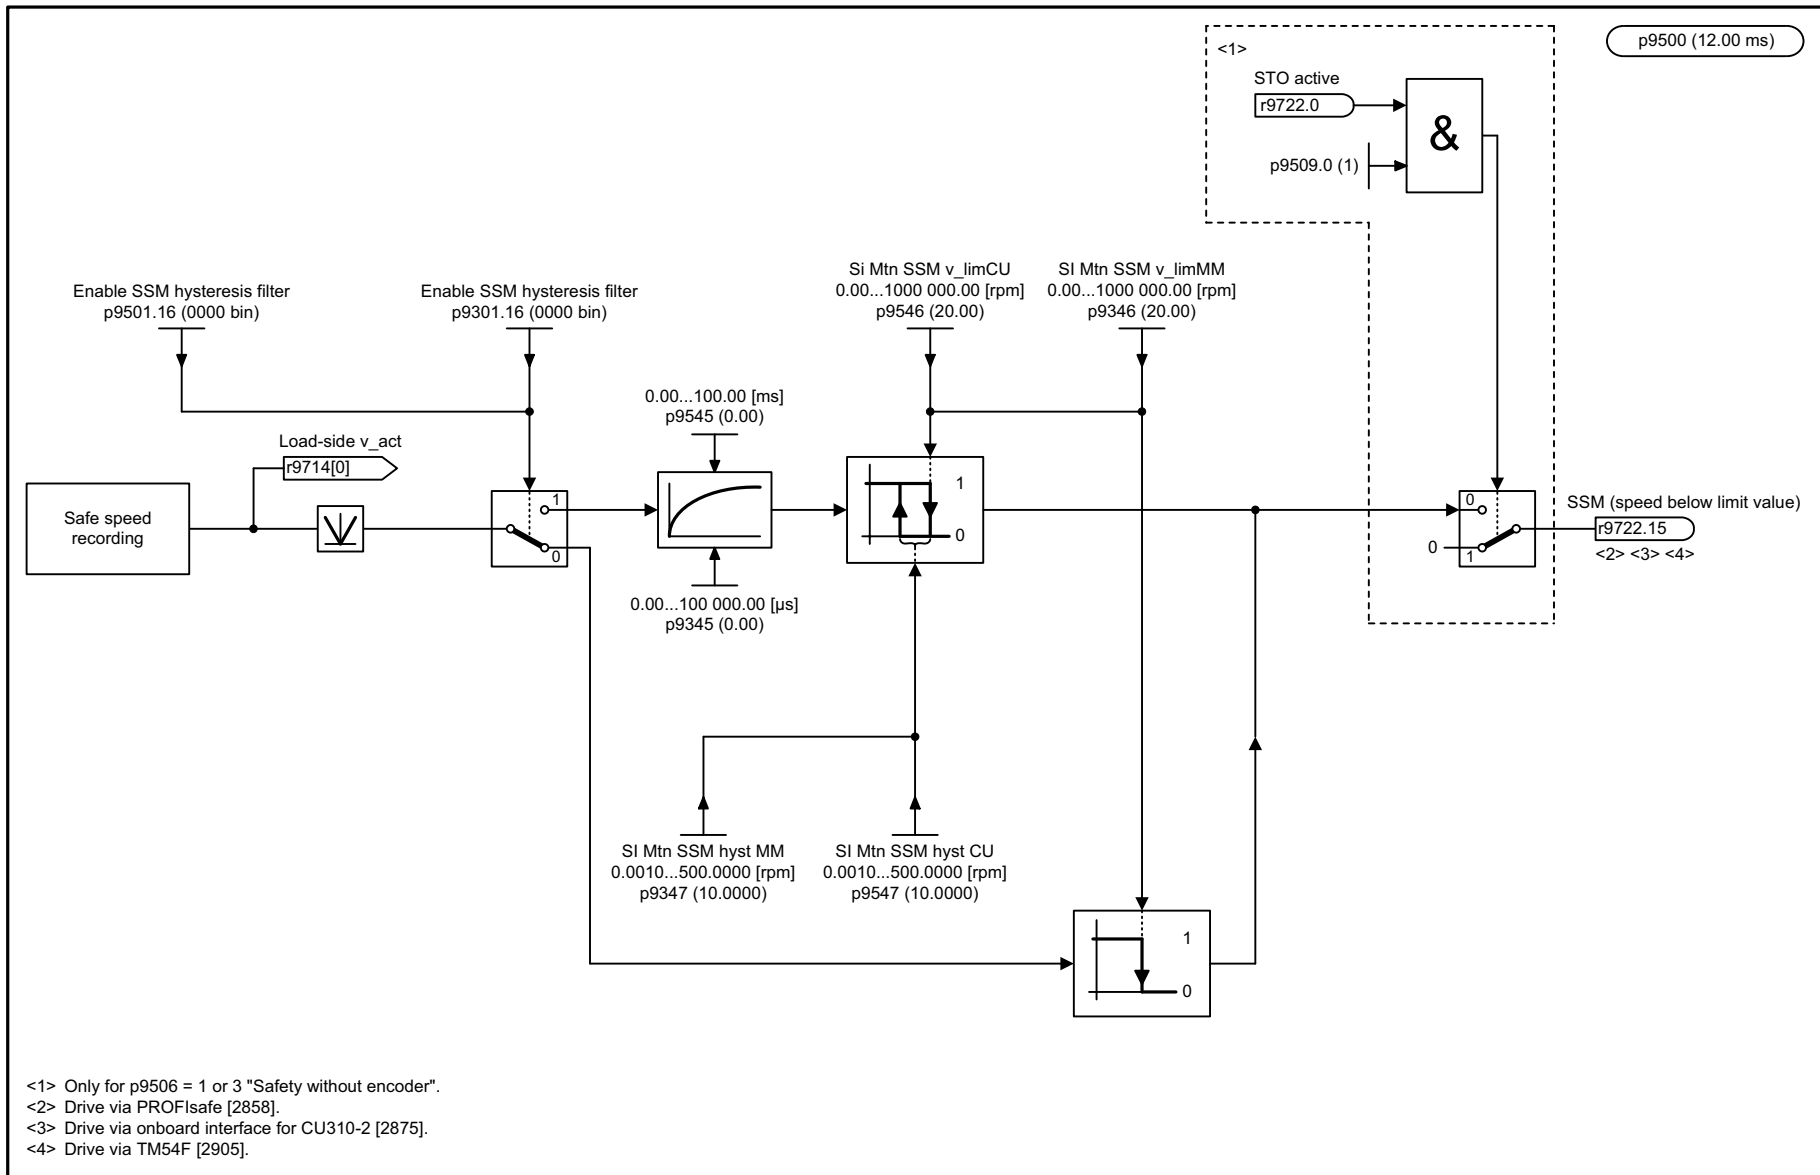 p9500 (12.00 ms)
<1>
STO active
r9722.0
&
p9509.0 (1)
Enable SSM hysteresis filter
p9501.16 (0000 bin)
Enable SSM hysteresis filter
p9301.16 (0000 bin)
Si Mtn SSM v_limCU
0.00...1000 000.00 [rpm]
p9546 (20.00)
SI Mtn SSM v_limMM
0.00...1000 000.00 [rpm]
p9346 (20.00)
0.00...100.00 [ms]
p9545 (0.00)
Load-side v_act
r9714[0]
Safe speed
recording
1
0
1
0
0
0
1
SSM (speed below limit value)
r9722.15
<2> <3> <4>
0.00...100 000.00 [µs]
p9345 (0.00)
SI Mtn SSM hyst MM
0.0010...500.0000 [rpm]
p9347 (10.0000)
SI Mtn SSM hyst CU
0.0010...500.0000 [rpm]
p9547 (10.0000)
1
0
<1> Only for p9506 = 1 or 3 "Safety without encoder".
<2> Drive via PROFIsafe [2858].
<3> Drive via onboard interface for CU310-2 [2875].
<4> Drive via TM54F [2905].